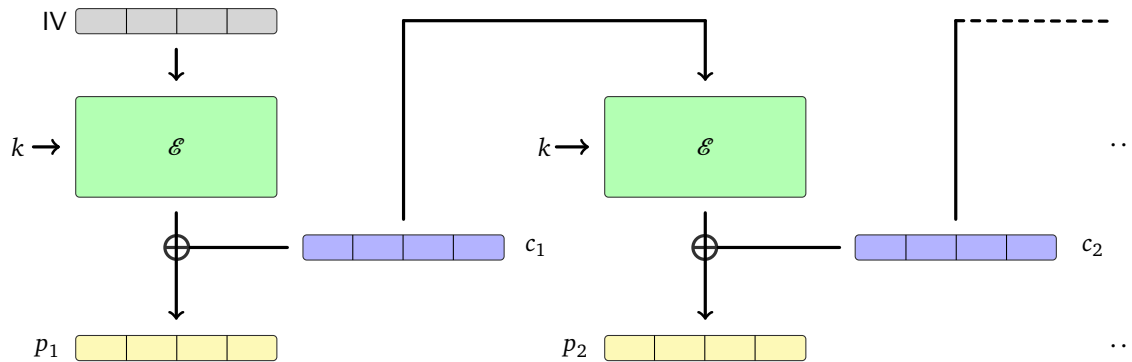 IV
k ℰ k ℰ ..
c₁ c₂
p₁ p₂ ..